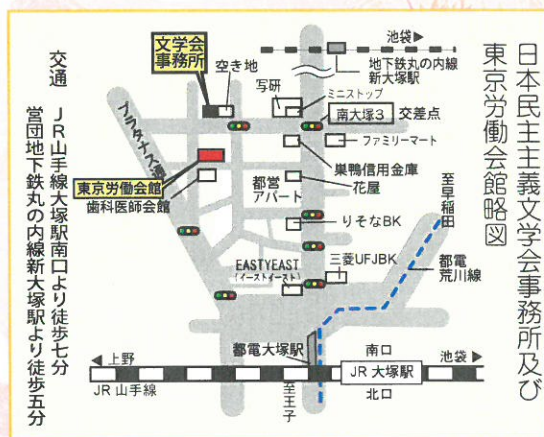 日本民主主義文学会事務所及び
東京労働会館略図
池袋▶
地下鉄丸の内線
新大塚駅
文学会
事務所
空き地
写研
ミニストップ
南大塚3
交差点
ファミリーマート
プラタナス通り
巣鴨信用金庫
東京労働会館
歯科医師会館
都営
アパート
花屋
りそなBK
至早稲田
都電
荒川線
EASTYEAST
(イーストイースト)
三菱UFJBK
都電大塚駅
南口
◀上野
池袋▶
JR山手線
JR 大塚駅
至王子
北口
交通 JR山手線大塚駅南口より徒歩七分
営団地下鉄丸の内線新大塚駅より徒歩五分